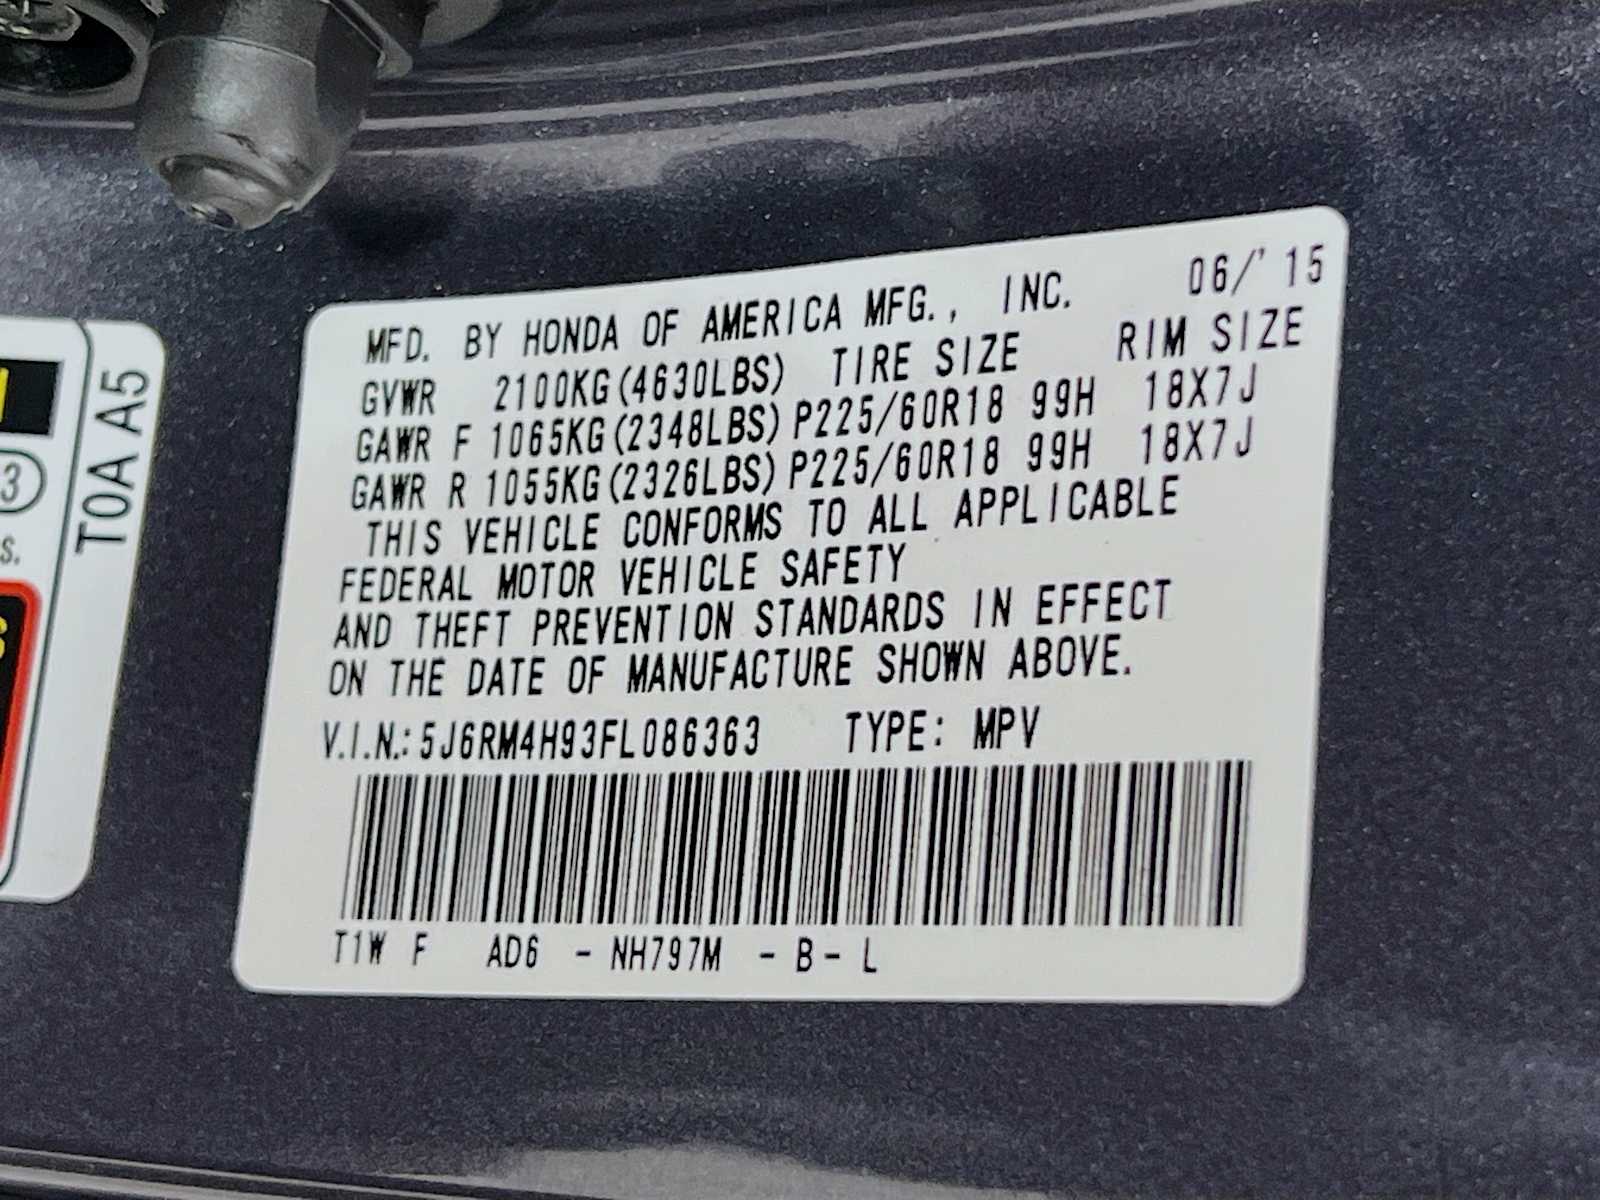 MFD. BY HONDA OF AMERICA MFG., INC. 06/'15
GVWR 2100KG(4630LBS) TIRE SIZE RIM SIZE
GAWR F 1065KG(2348LBS) P225/60R18 99H 18X7J
GAWR R 1055KG(2326LBS) P225/60R18 99H 18X7J
THIS VEHICLE CONFORMS TO ALL APPLICABLE
FEDERAL MOTOR VEHICLE SAFETY
AND THEFT PREVENTION STANDARDS IN EFFECT
ON THE DATE OF MANUFACTURE SHOWN ABOVE.
V.I.N.: 5J6RM4H93FL086363 TYPE: MPV
T1W F AD6 - NH797M - B - L
T0A A5
3
S.
S